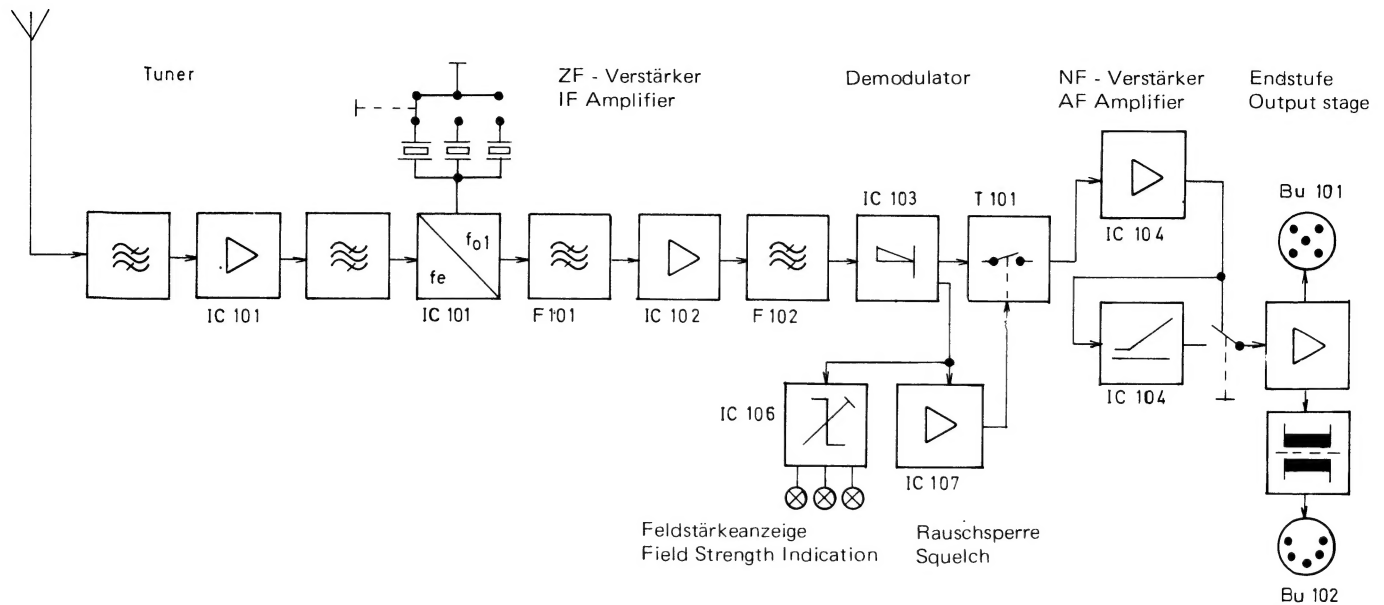 Tuner
ZF - Verstärker
IF Amplifier
Demodulator
NF - Verstärker
AF Amplifier
Endstufe
Output stage
IC 103
T 101
Bu 101
IC 104
fo1
fe
IC 101
IC 101
F 101
IC 102
F 102
IC 104
IC 106
IC 107
Feldstärkeanzeige
Field Strength Indication
Rauschsperre
Squelch
Bu 102